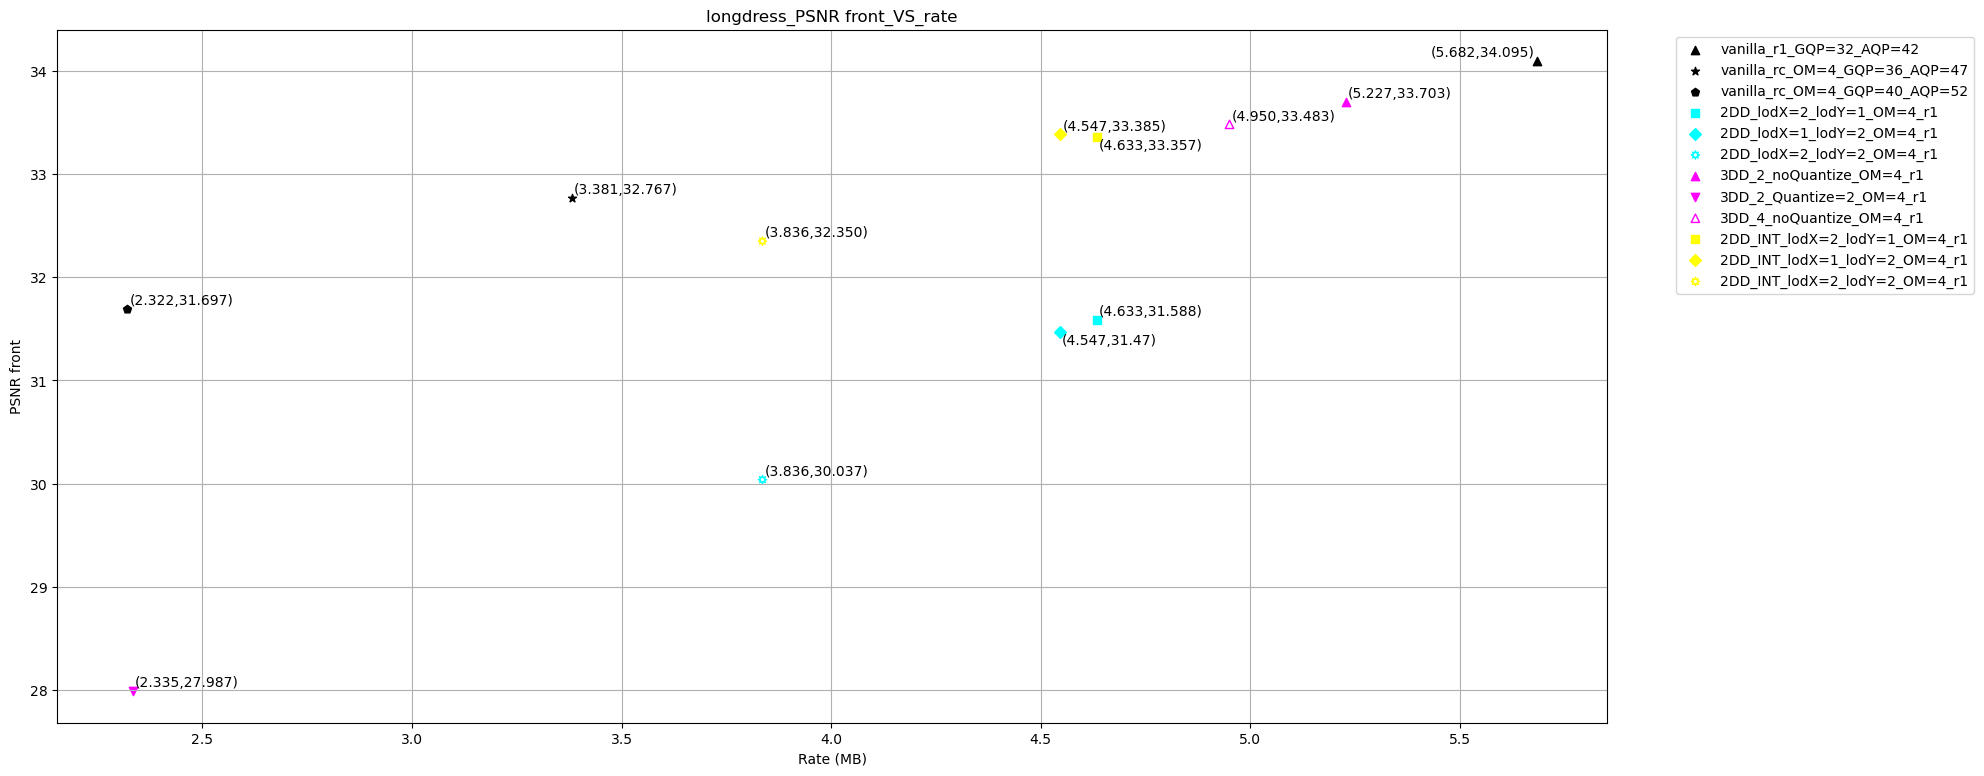 longdress_PSNR front_VS_rate
PSNR front
34
33
32
31
30
29
28
(5.682,34.095)
(5.227,33.703)
(4.950,33.483)
(4.547,33.385)
(4.633,33.357)
(3.381,32.767)
(3.836,32.350)
(2.322,31.697)
(4.633,31.588)
(4.547,31.47)
(3.836,30.037)
(2.335,27.987)
2.5 3.0 3.5 4.0 4.5 5.0 5.5
Rate (MB)
vanilla_r1_GQP=32_AQP=42
vanilla_rc_OM=4_GQP=36_AQP=47
vanilla_rc_OM=4_GQP=40_AQP=52
2DD_lodX=2_lodY=1_OM=4_r1
2DD_lodX=1_lodY=2_OM=4_r1
2DD_lodX=2_lodY=2_OM=4_r1
3DD_2_noQuantize_OM=4_r1
3DD_2_Quantize=2_OM=4_r1
3DD_4_noQuantize_OM=4_r1
2DD_INT_lodX=2_lodY=1_OM=4_r1
2DD_INT_lodX=1_lodY=2_OM=4_r1
2DD_INT_lodX=2_lodY=2_OM=4_r1